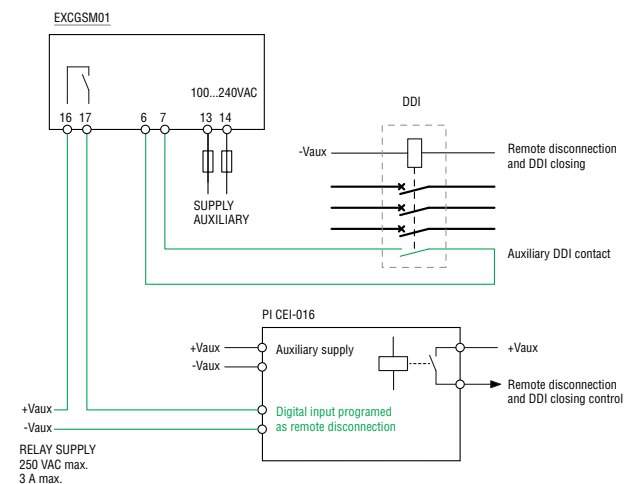 EXCGSM01
100...240VAC
16 17 6 7 13 14
SUPPLY
AUXILIARY
DDI
-Vaux
Remote disconnection
and DDI closing
Auxiliary DDI contact
PI CEI-016
+Vaux
Auxiliary supply
-Vaux
+Vaux
Remote disconnection
and DDI closing control
Digital input programed
as remote disconnection
+Vaux
-Vaux
RELAY SUPPLY
250 VAC max.
3 A max.